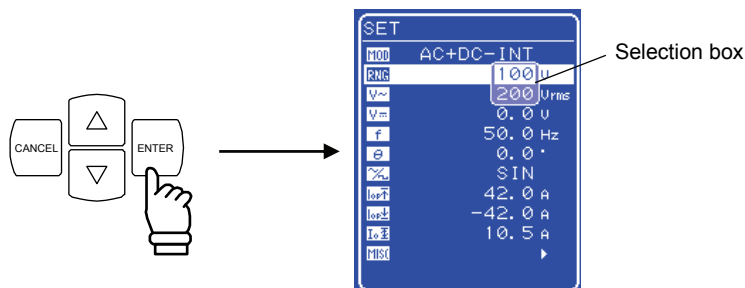 CANCEL
ENTER
SET
MOD AC+DC-INT
RNG 100 V
V~ 200 Vrms
V⎓ 0.0 V
f 50.0 Hz
θ 0.0 °
SIN
42.0 A
-42.0 A
10.5 A
MISC
Selection box